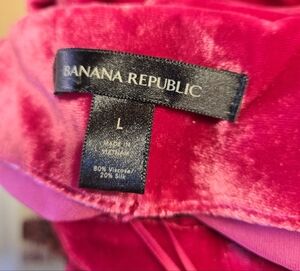 BANANA REPUBLIC
L
MADE IN
VIETNAM
80% Viscose/
20% Silk